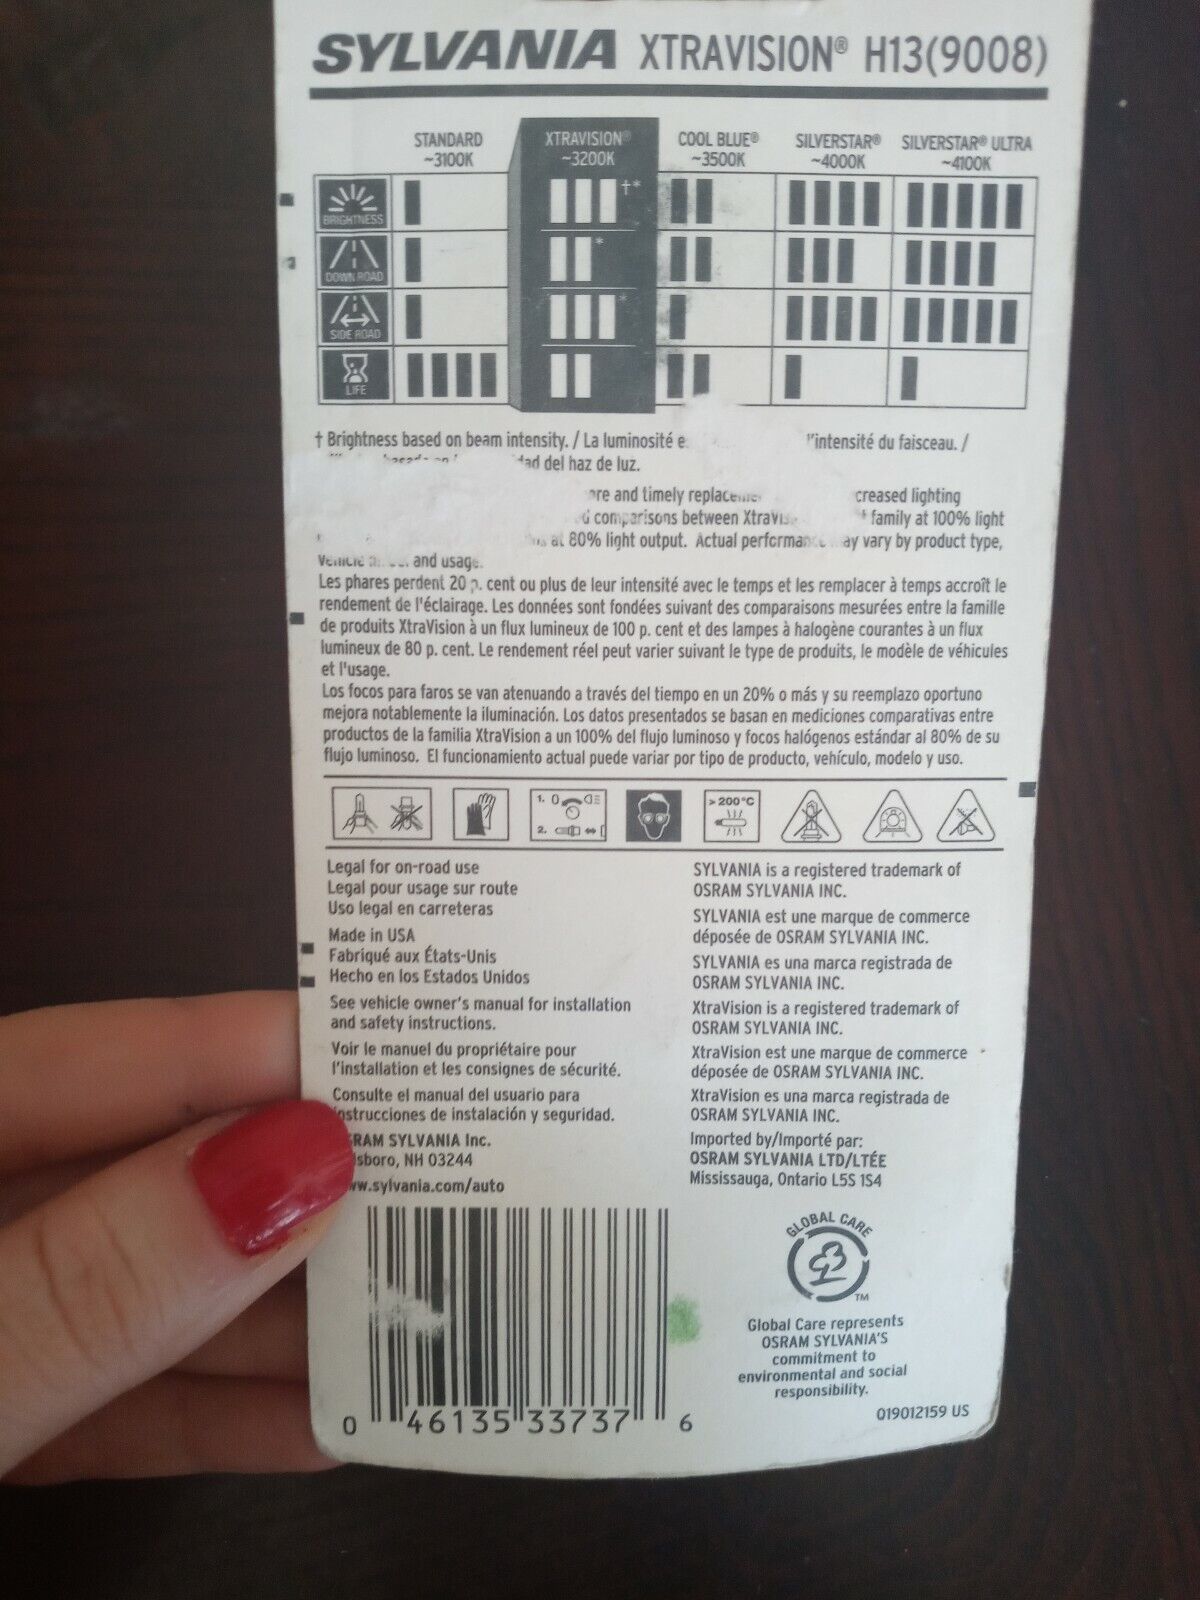 SYLVANIA XTRAVISION® H13(9008)
STANDARD ~3100K
XTRAVISION® ~3200K
COOL BLUE® ~3500K
SILVERSTAR® ~4000K
SILVERSTAR® ULTRA ~4100K
BRIGHTNESS
†*
DOWN ROAD
*
SIDE ROAD
*
LIFE
† Brightness based on beam intensity. / La luminosité l'intensité du faisceau. /
del haz de luz.
and timely creased lighting
comparisons between family at 100% light
at 80% light output. Actual vary by product type,
and usage.
Les phares perdent 20 p. cent ou plus de leur intensité avec le temps et les remplacer à temps accroît le
rendement de l'éclairage. Les données sont fondées suivant des comparaisons mesurées entre la famille
de produits XtraVision à un flux lumineux de 100 p. cent et des lampes à halogène courantes à un flux
lumineux de 80 p. cent. Le rendement réel peut varier suivant le type de produits, le modèle de véhicules
et l'usage.
Los focos para faros se van atenuando a través del tiempo en un 20% o más y su reemplazo oportuno
mejora notablemente la iluminación. Los datos presentados se basan en mediciones comparativas entre
productos de la familia XtraVision a un 100% del flujo luminoso y focos halógenos estándar al 80% de su
flujo luminoso. El funcionamiento actual puede variar por tipo de producto, vehículo, modelo y uso.
1. 0
2.
>200°C
Legal for on-road use
Legal pour usage sur route
Uso legal en carreteras
Made in USA
Fabriqué aux États-Unis
Hecho en los Estados Unidos
See vehicle owner's manual for installation
and safety instructions.
Voir le manuel du propriétaire pour
l'installation et les consignes de sécurité.
Consulte el manual del usuario para
instrucciones de instalación y seguridad.
RAM SYLVANIA Inc.
lsboro, NH 03244
w.sylvania.com/auto
SYLVANIA is a registered trademark of
OSRAM SYLVANIA INC.
SYLVANIA est une marque de commerce
déposée de OSRAM SYLVANIA INC.
SYLVANIA es una marca registrada de
OSRAM SYLVANIA INC.
XtraVision is a registered trademark of
OSRAM SYLVANIA INC.
XtraVision est une marque de commerce
déposée de OSRAM SYLVANIA INC.
XtraVision es una marca registrada de
OSRAM SYLVANIA INC.
Imported by/Importé par:
OSRAM SYLVANIA LTD/LTÉE
Mississauga, Ontario L5S 1S4
0 46135 33737 6
GLOBAL CARE
TM
Global Care represents
OSRAM SYLVANIA'S
commitment to
environmental and social
responsibility.
019012159 US